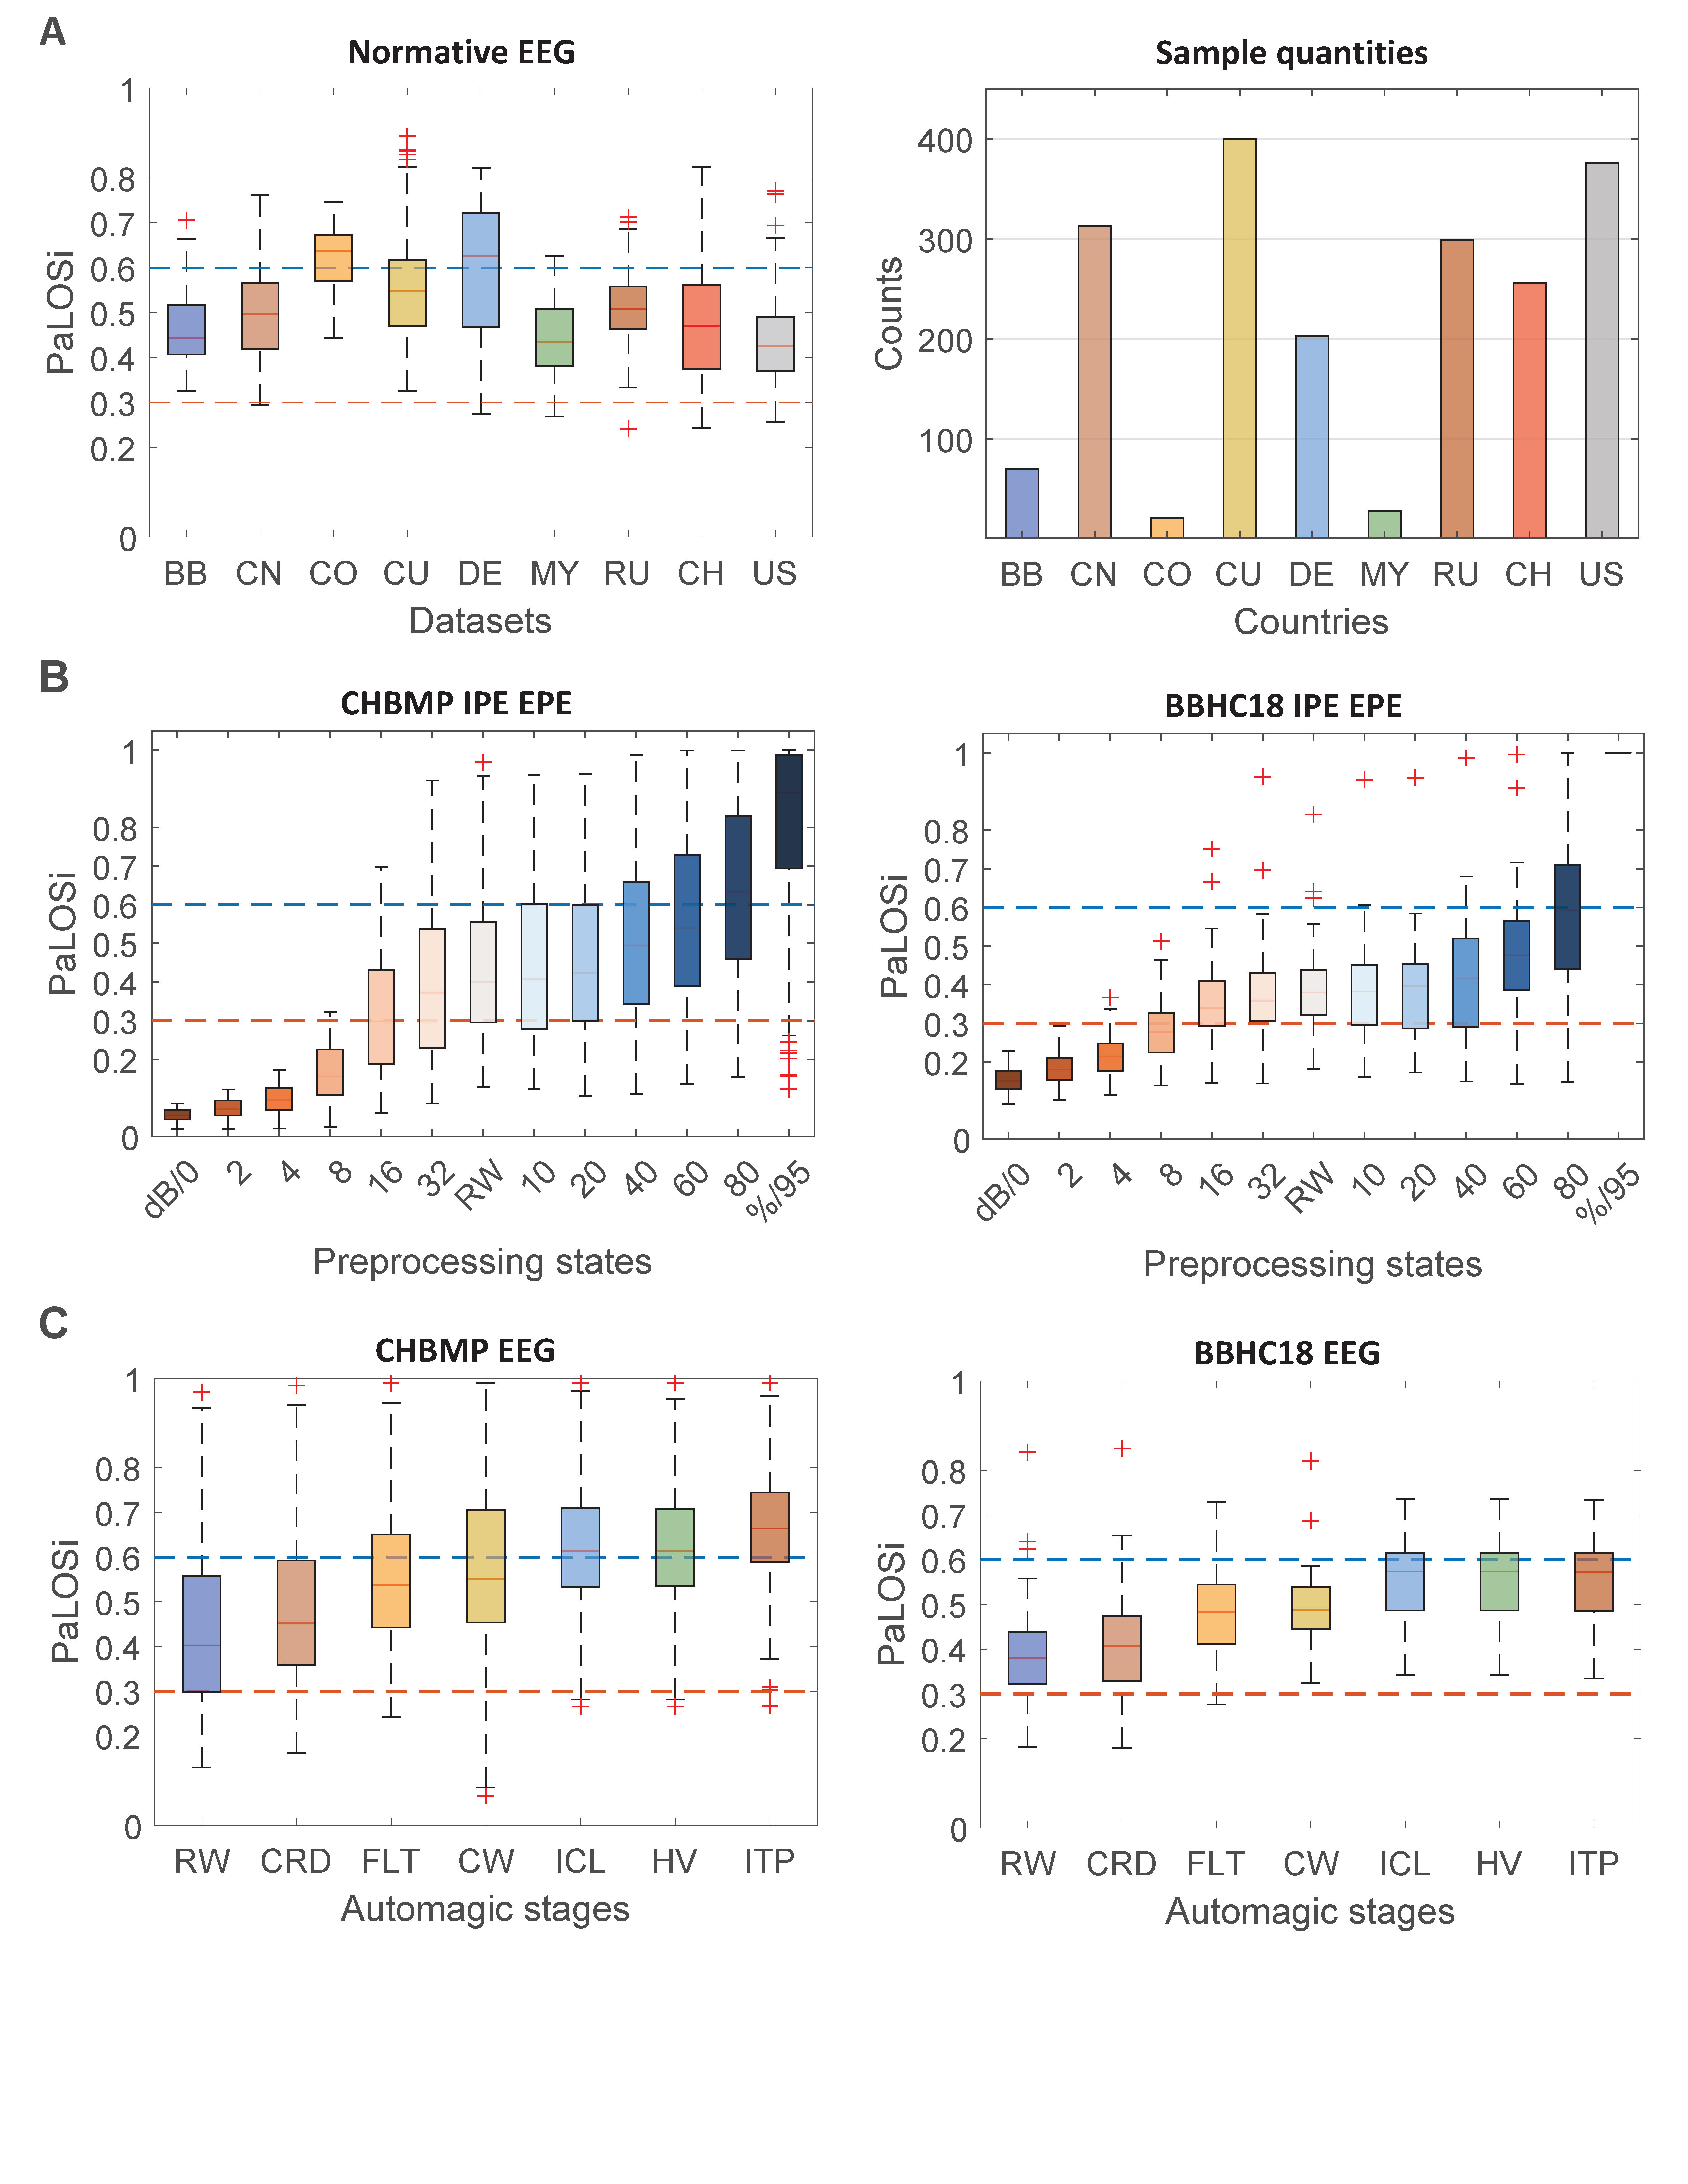 A
Normative EEG
1
0.8
0.7
0.6
0.5
0.4
0.3
0.2
0
PaLOSi
BB CN CO CU DE MY RU CH US
Datasets
Sample quantities
400
300
200
100
Counts
BB CN CO CU DE MY RU CH US
Countries
B
CHBMP IPE EPE
1
0.8
0.7
0.6
0.5
0.4
0.3
0.2
0
PaLOSi
dB/0 2 4 8 16 32 RW 10 20 40 60 80 %/95
Preprocessing states
BBHC18 IPE EPE
1
0.8
0.7
0.6
0.5
0.4
0.3
0.2
0
PaLOSi
dB/0 2 4 8 16 32 RW 10 20 40 60 80 %/95
Preprocessing states
C
CHBMP EEG
1
0.8
0.7
0.6
0.5
0.4
0.3
0.2
0
PaLOSi
RW CRD FLT CW ICL HV ITP
Automagic stages
BBHC18 EEG
1
0.8
0.7
0.6
0.5
0.4
0.3
0.2
0
PaLOSi
RW CRD FLT CW ICL HV ITP
Automagic stages